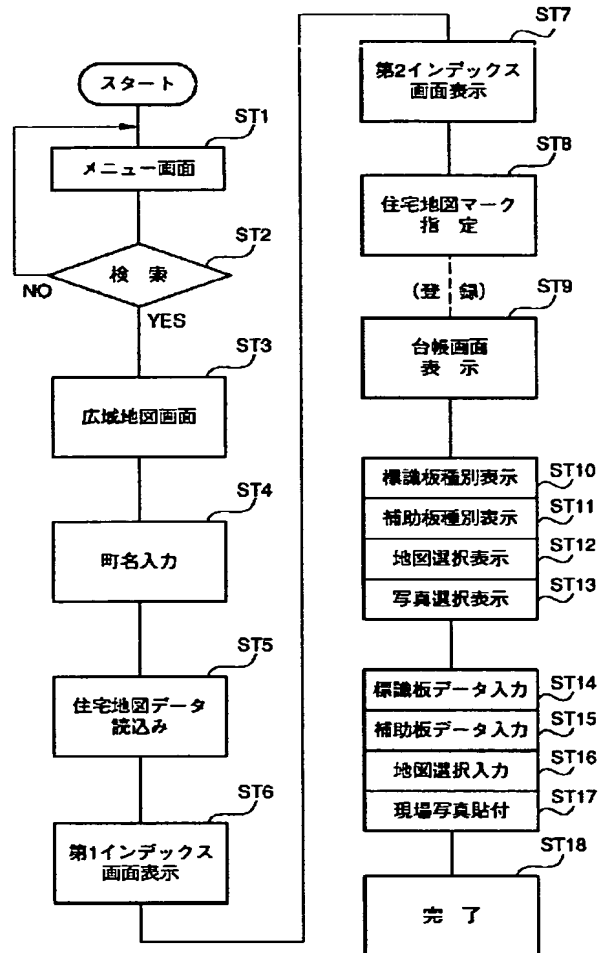 スタート
ST1
メニュー画面
ST2
検 索
NO
YES
ST3
広域地図画面
ST4
町名入力
ST5
住宅地図データ
読込み
ST6
第1インデックス
画面表示
ST7
第2インデックス
画面表示
ST8
住宅地図マーク
指 定
(登 録)
ST9
台帳画面
表 示
標識板種別表示
ST10
補助板種別表示
ST11
地図選択表示
ST12
写真選択表示
ST13
標識板データ入力
ST14
補助板データ入力
ST15
地図選択入力
ST16
現場写真貼付
ST17
ST18
完 了